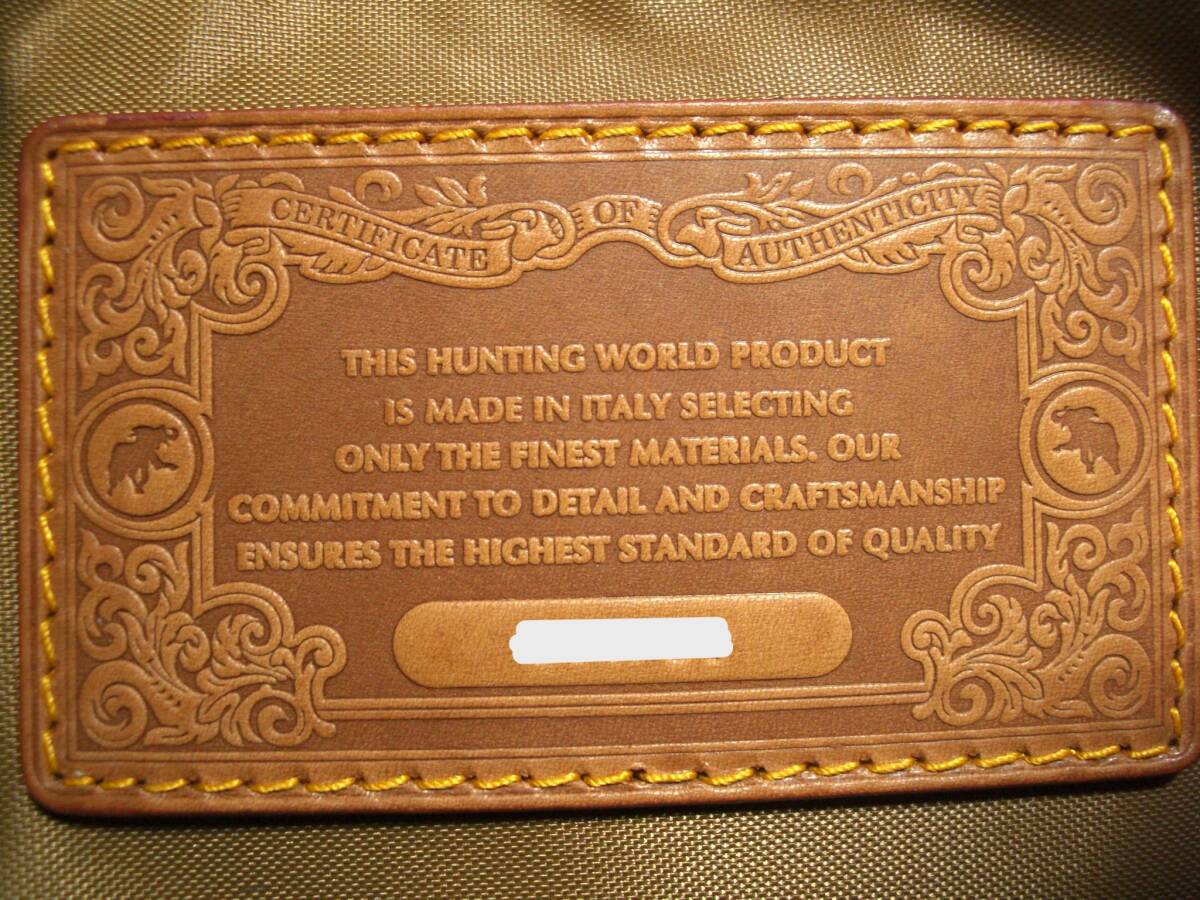 CERTIFICATE OF AUTHENTICITY
THIS HUNTING WORLD PRODUCT
IS MADE IN ITALY SELECTING
ONLY THE FINEST MATERIALS. OUR
COMMITMENT TO DETAIL AND CRAFTSMANSHIP
ENSURES THE HIGHEST STANDARD OF QUALITY